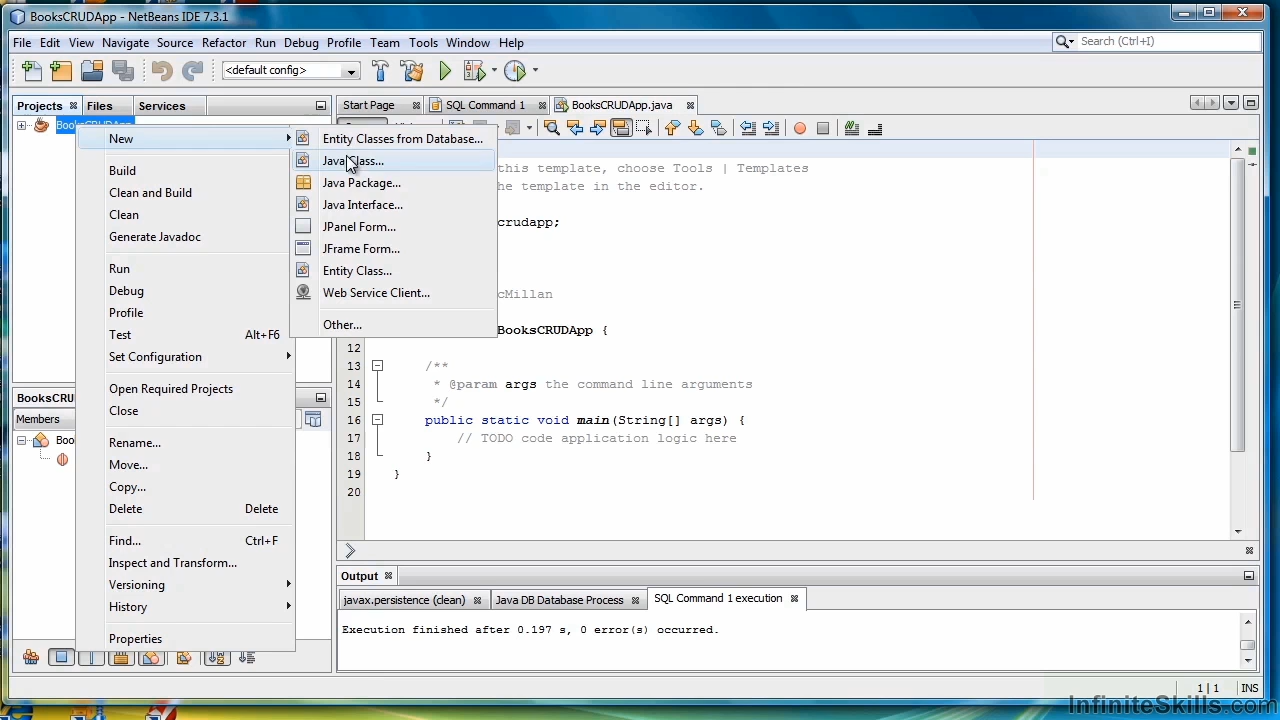 BooksCRUDApp - NetBeans IDE 7.3.1
File Edit View Navigate Source Refactor Run Debug Profile Team Tools Window Help
Search (Ctrl+I)
<default config>
Projects Files Services
Start Page SQL Command 1 BooksCRUDApp.java
BooksCRUDApp
New
Build
Clean and Build
Clean
Generate Javadoc
Run
Debug
Profile
Test Alt+F6
Set Configuration
Open Required Projects
Close
Rename...
Move...
Copy...
Delete Delete
Find... Ctrl+F
Inspect and Transform...
Versioning
History
Properties
Entity Classes from Database...
Java Class...
Java Package...
Java Interface...
JPanel Form...
JFrame Form...
Entity Class...
Web Service Client...
Other...
this template, choose Tools | Templates
he template in the editor.
crudapp;
cMillan
BooksCRUDApp {
12
13 /**
14 * @param args the command line arguments
15 */
16 public static void main(String[] args) {
17 // TODO code application logic here
18 }
19 }
20
BooksCRU
Members
Boo
Output
javax.persistence (clean) Java DB Database Process SQL Command 1 execution
Execution finished after 0.197 s, 0 error(s) occurred.
1 | 1 INS
InfiniteSkills.com